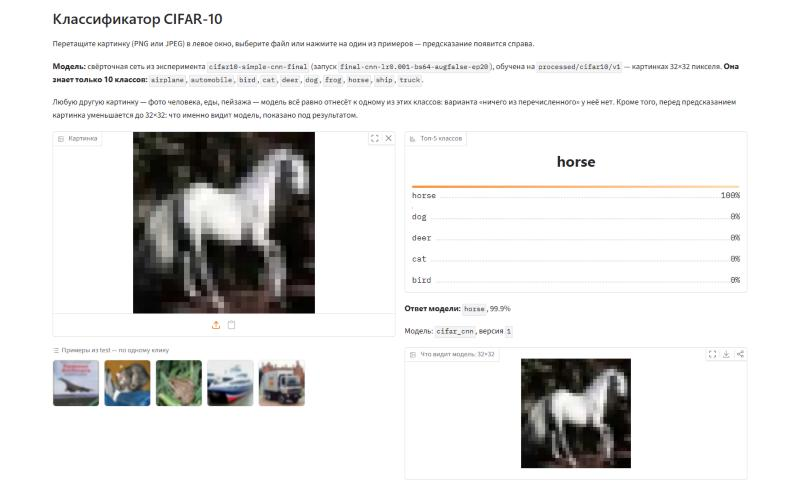 Классификатор CIFAR-10
Перетащите картинку (PNG или JPEG) в левое окно, выберите файл или нажмите на один из примеров — предсказание появится справа.
Модель: свёрточная сеть из эксперимента cifar10-simple-cnn-final (запуск final-cnn-lr0.001-bs64-augfalse-ep20), обучена на processed/cifar10/v1 — картинках 32×32 пикселя. Она
знает только 10 классов: airplane, automobile, bird, cat, deer, dog, frog, horse, ship, truck.
Любую другую картинку — фото человека, еды, пейзажа — модель всё равно отнесёт к одному из этих классов: варианта «ничего из перечисленного» у неё нет. Кроме того, перед предсказанием
картинка уменьшается до 32×32: что именно видит модель, показано под результатом.
Картинка
Топ-5 классов
horse
horse 100%
dog 0%
deer 0%
cat 0%
bird 0%
Ответ модели: horse, 99.9%
Модель: cifar_cnn, версия 1
Примеры из test — по одному клику
Что видит модель: 32×32